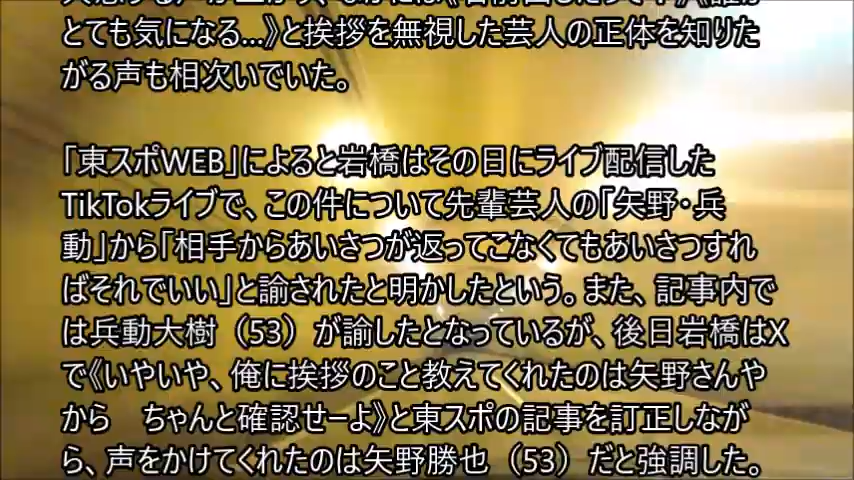 とても気になる...》と挨拶を無視した芸人の正体を知りた
がる声も相次いでいた。
「東スポWEB」によると岩橋はその日にライブ配信した
TikTokライブで、この件について先輩芸人の「矢野・兵
動」から「相手からあいさつが返ってこなくてもあいさつすれ
ばそれでいい」と諭されたと明かしたという。また、記事内で
は兵動大樹（53）が諭したとなっているが、後日岩橋はX
で《いやいや、俺に挨拶のこと教えてくれたのは矢野さんや
から　ちゃんと確認せーよ》と東スポの記事を訂正しなが
ら、声をかけてくれたのは矢野勝也（53）だと強調した。